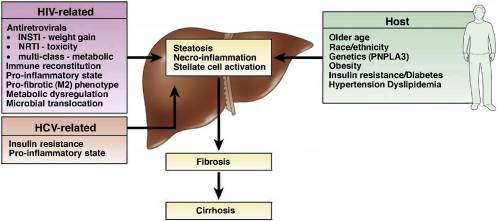 HIV-related
Antiretrovirals
• INSTI - weight gain
• NRTI - toxicity
• multi-class - metabolic
Immune reconstitution
Pro-inflammatory state
Pro-fibrotic (M2) phenotype
Metabolic dysregulation
Microbial translocation
HCV-related
Insulin resistance
Pro-inflammatory state
Steatosis
Necro-inflammation
Stellate cell activation
Fibrosis
Cirrhosis
Host
Older age
Race/ethnicity
Genetics (PNPLA3)
Obesity
Insulin resistance/Diabetes
Hypertension Dyslipidemia